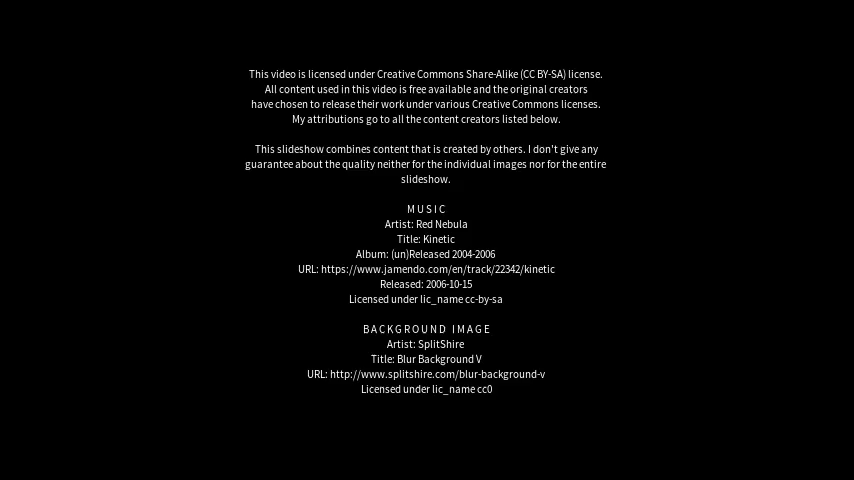 This video is licensed under Creative Commons Share-Alike (CC BY-SA) license.
All content used in this video is free available and the original creators
have chosen to release their work under various Creative Commons licenses.
My attributions go to all the content creators listed below.
This slideshow combines content that is created by others. I don't give any
guarantee about the quality neither for the individual images nor for the entire
slideshow.
MUSIC
Artist: Red Nebula
Title: Kinetic
Album: (un)Released 2004-2006
URL: https://www.jamendo.com/en/track/22342/kinetic
Released: 2006-10-15
Licensed under lic_name cc-by-sa
BACKGROUND IMAGE
Artist: SplitShire
Title: Blur Background V
URL: http://www.splitshire.com/blur-background-v
Licensed under lic_name cc0